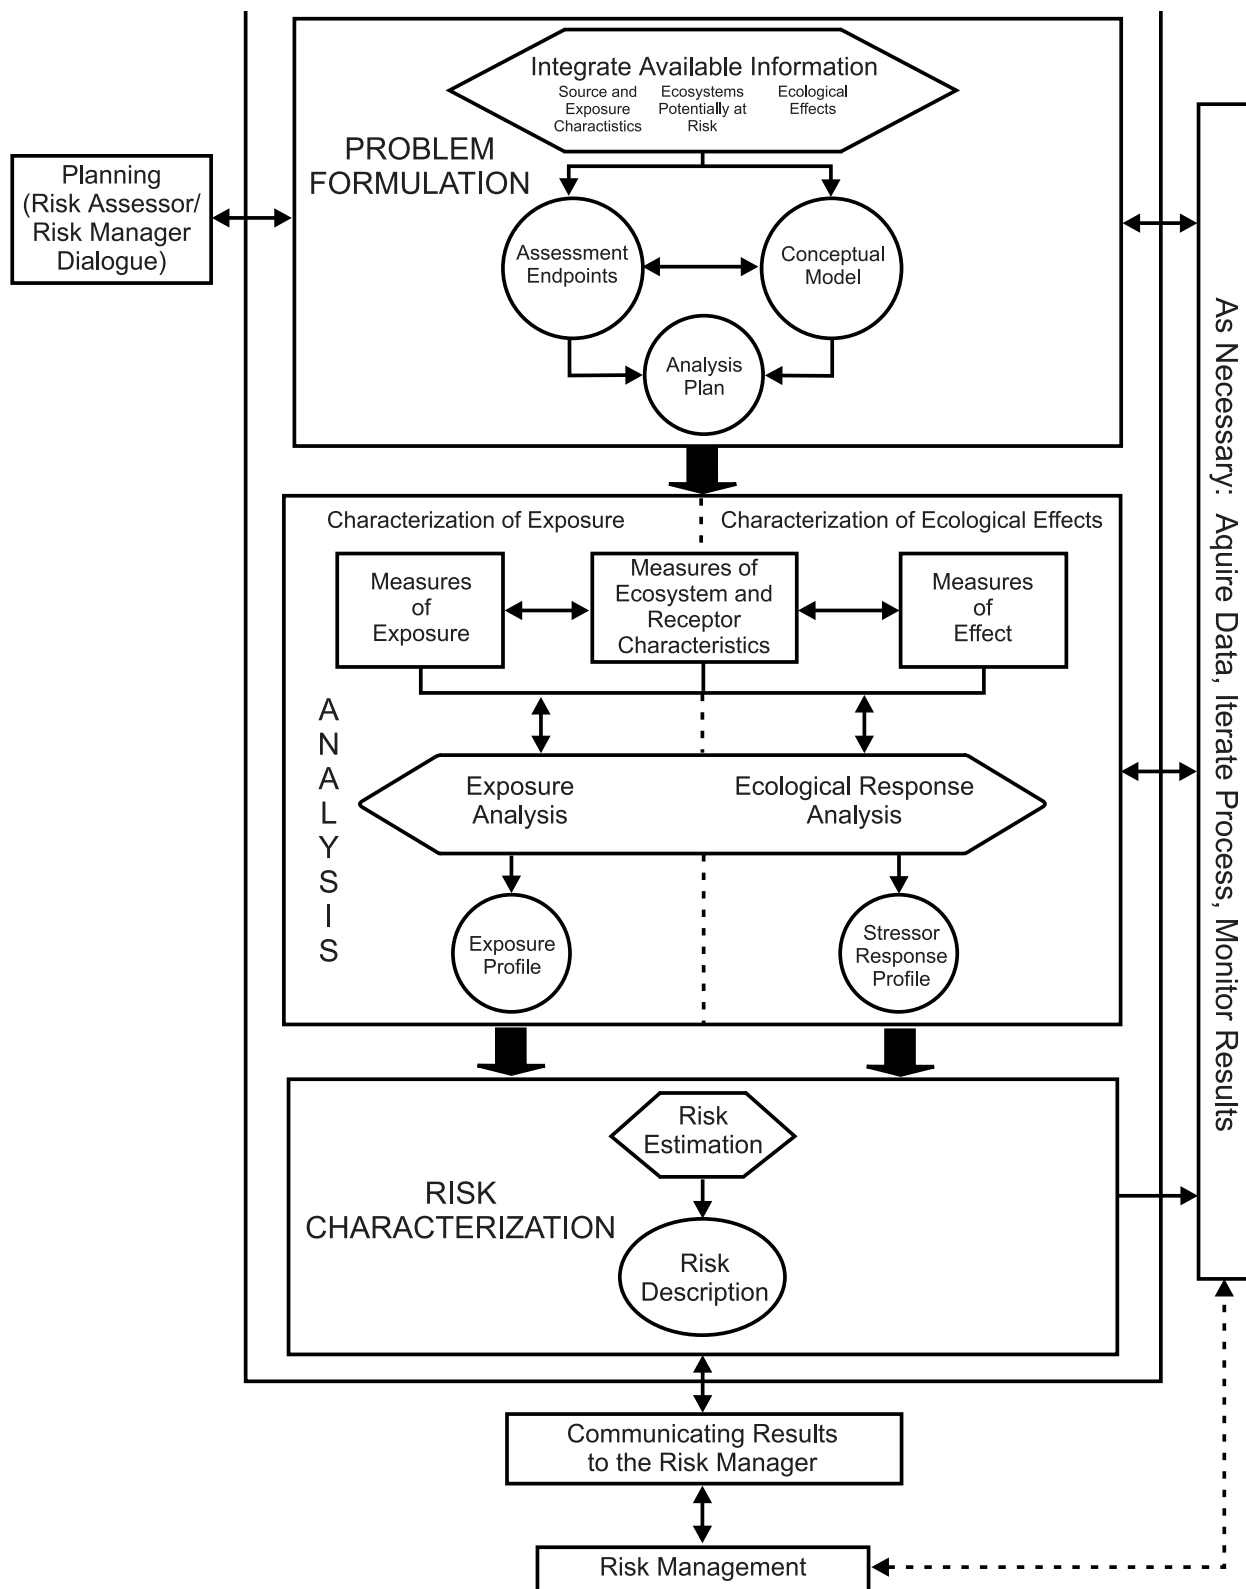 Integrate Available Information
Source and
Exposure
Charactistics
Ecosystems
Potentially at
Risk
Ecological
Effects
PROBLEM
FORMULATION
Planning
(Risk Assessor/
Risk Manager
Dialogue)
Assessment
Endpoints
Conceptual
Model
Analysis
Plan
As Necessary: Aquire Data, Iterate Process, Monitor Results
Characterization of Exposure
Characterization of Ecological Effects
Measures
of
Exposure
Measures of
Ecosystem and
Receptor
Characteristics
Measures
of
Effect
ANALYSIS
Exposure
Analysis
Ecological Response
Analysis
Exposure
Profile
Stressor
Response
Profile
Risk
Estimation
RISK
CHARACTERIZATION
Risk
Description
Communicating Results
to the Risk Manager
Risk Management